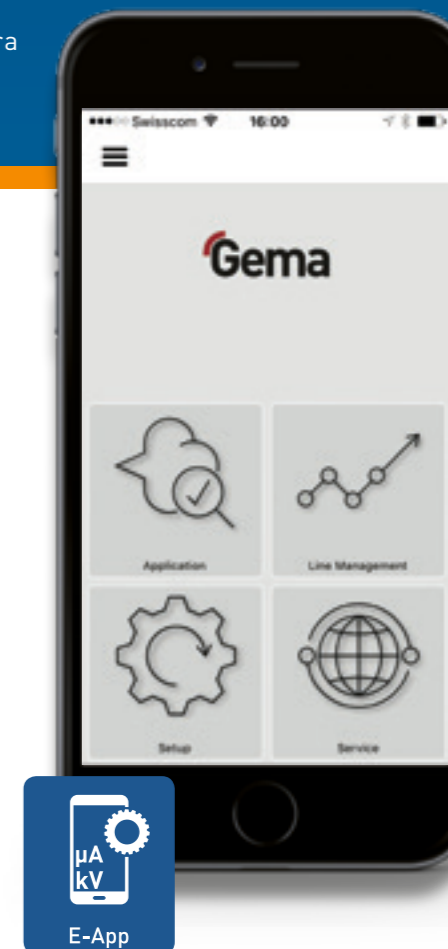 ra
Swisscom 16:00
Gema
Application Line Management
Setup Service
µA
kV
E-App